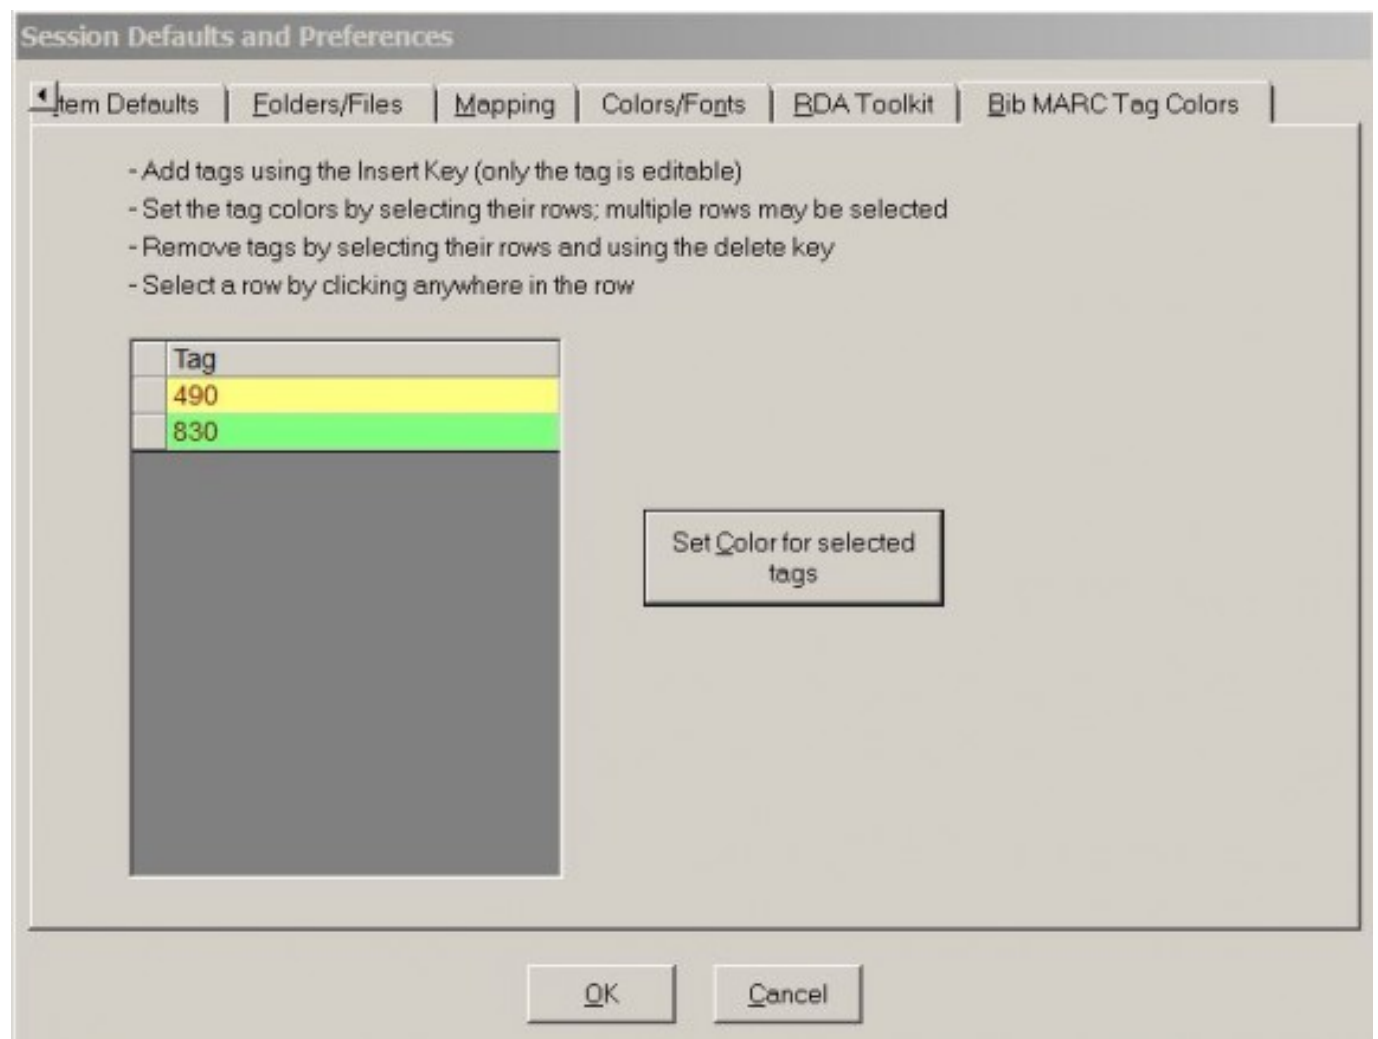 Session Defaults and Preferences
Item Defaults Folders/Files Mapping Colors/Fonts RDA Toolkit Bib MARC Tag Colors
- Add tags using the Insert Key (only the tag is editable)
- Set the tag colors by selecting their rows; multiple rows may be selected
- Remove tags by selecting their rows and using the delete key
- Select a row by clicking anywhere in the row
Tag
490
830
Set Color for selected
tags
OK Cancel